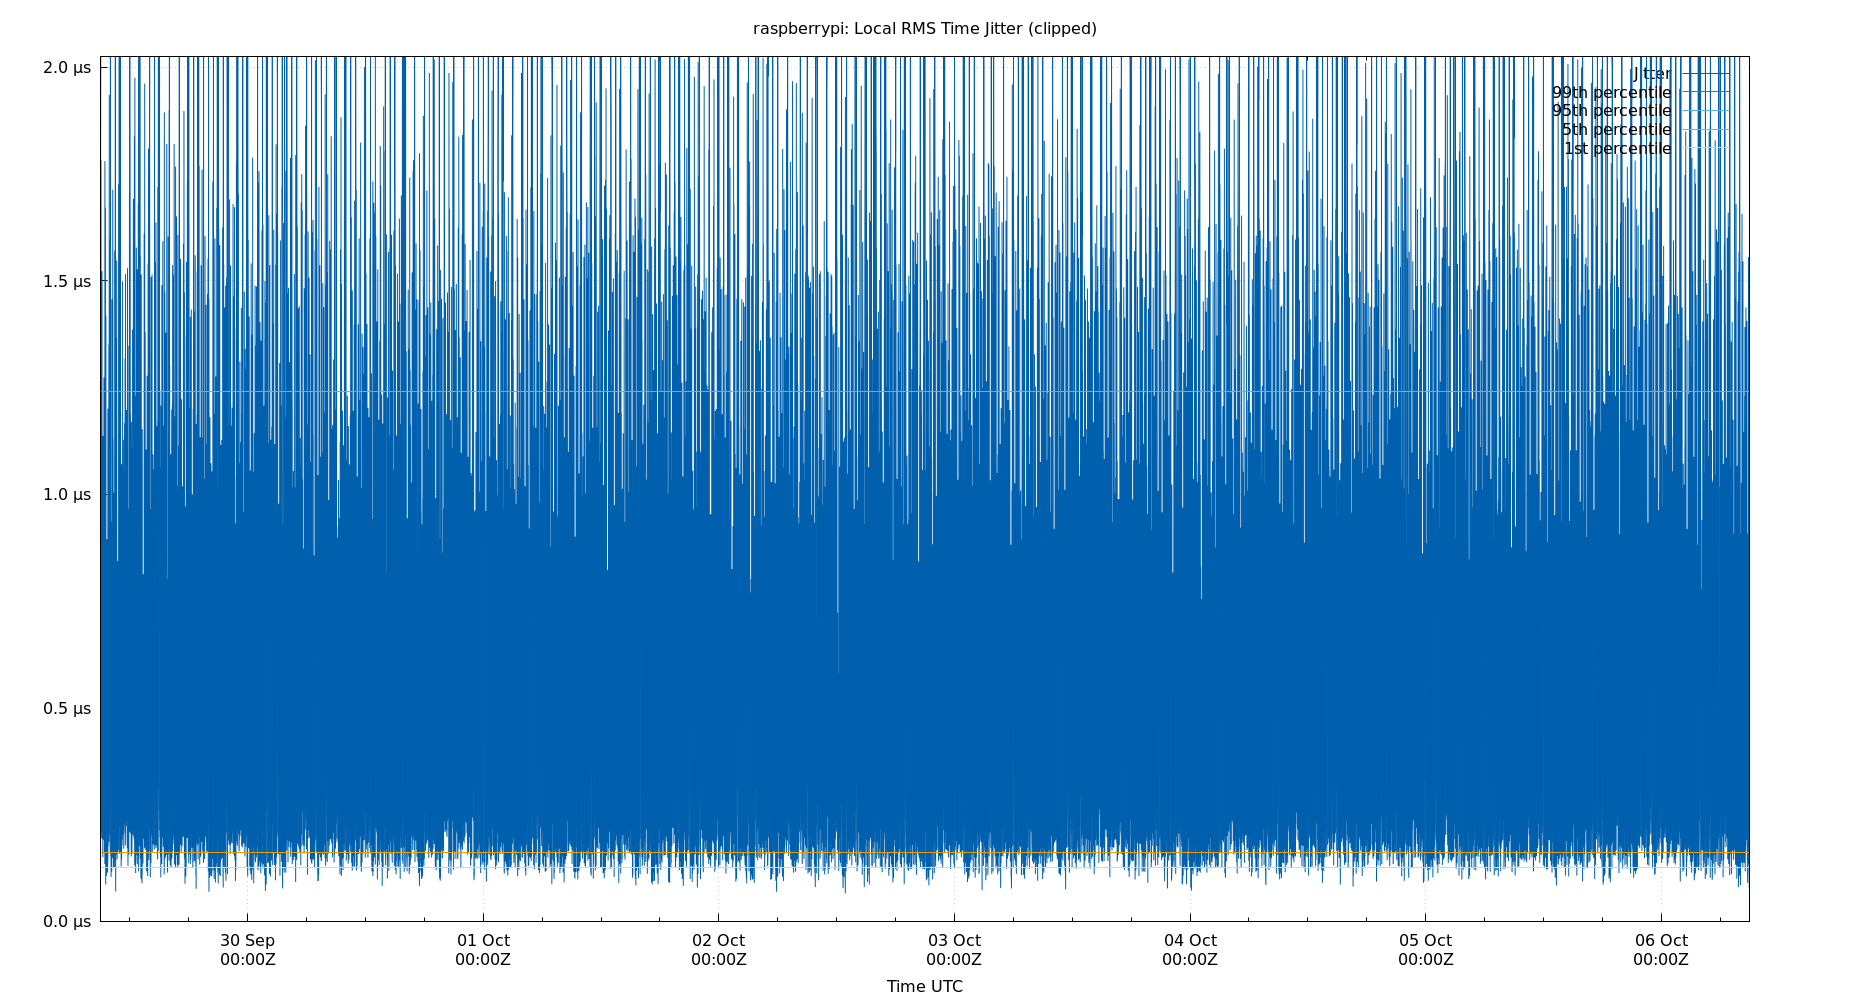 raspberrypi: Local RMS Time Jitter (clipped)
2.0 µs
1.5 µs
1.0 µs
0.5 µs
0.0 µs
Jitter
99th percentile
95th percentile
5th percentile
1st percentile
30 Sep
00:00Z
01 Oct
00:00Z
02 Oct
00:00Z
03 Oct
00:00Z
04 Oct
00:00Z
05 Oct
00:00Z
06 Oct
00:00Z
Time UTC